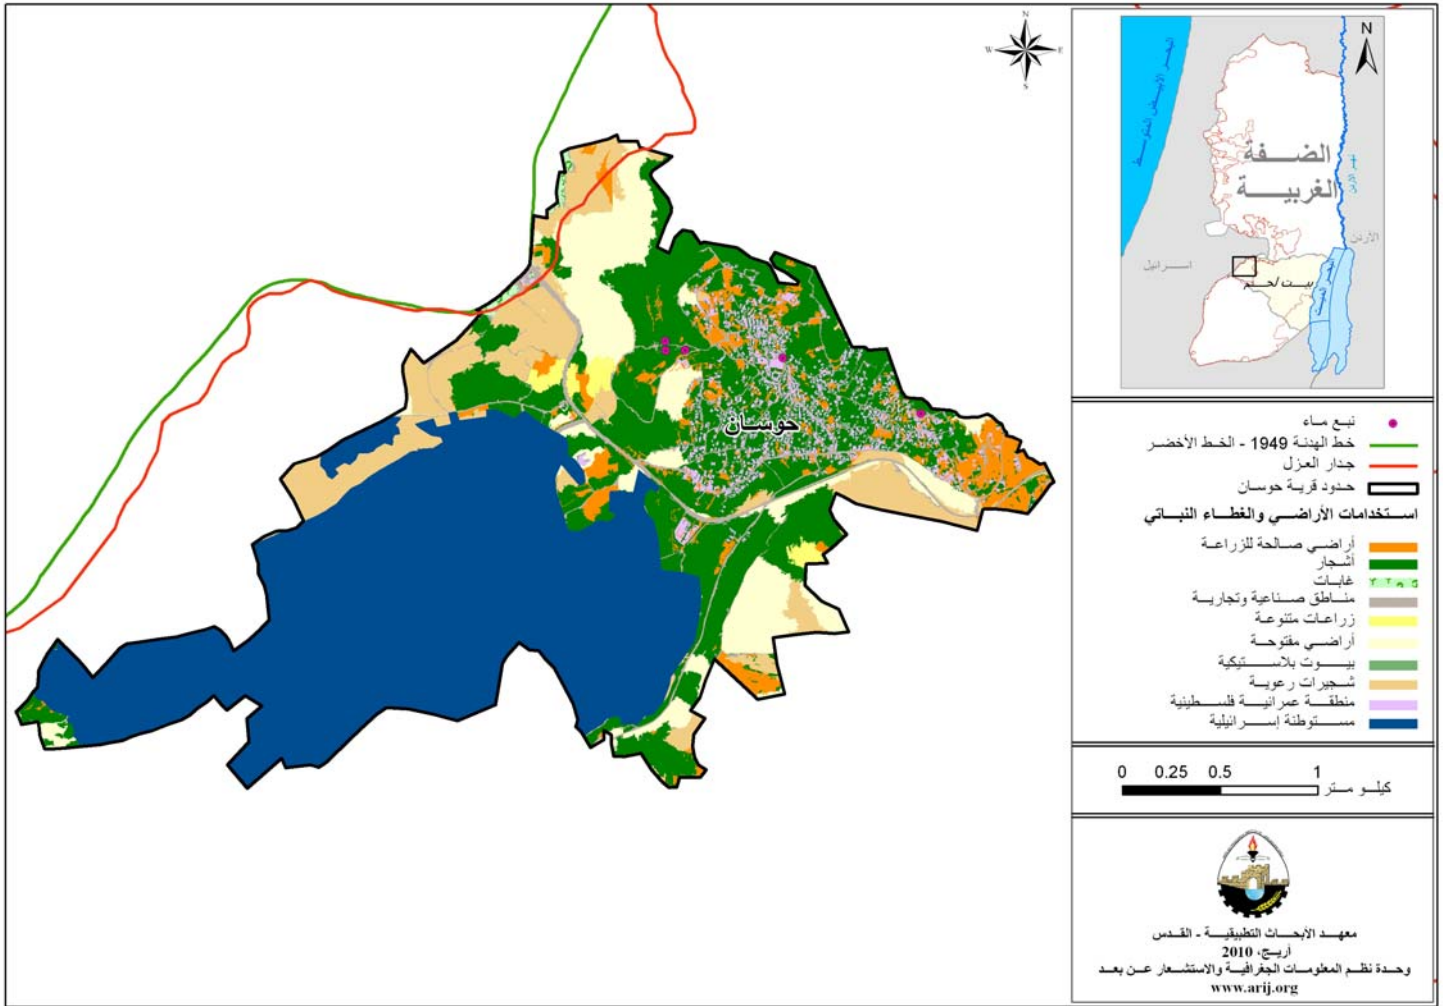 N
W
E
S
N
البحر الأبيض المتوسط
الضفة
الغربية
نهر الأردن
الأردن
اسرائيل
بيت لحم
البحر الميت
حوسان
نبع ماء
خط الهدنة 1949 - الخط الأخضر
جدار العزل
حدود قرية حوسان
استخدامات الأراضي والغطاء النباتي
أراضي صالحة للزراعة
أشجار
غابات
مناطق صناعية وتجارية
زراعات متنوعة
أراضي مفتوحة
بيوت بلاستيكية
شجيرات رعوية
منطقة عمرانية فلسطينية
مستوطنة إسرائيلية
0 0.25 0.5 1
كيلو متر
معهد الأبحاث التطبيقية - القدس
أريج، 2010
وحدة نظم المعلومات الجغرافية والاستشعار عن بعد
www.arij.org